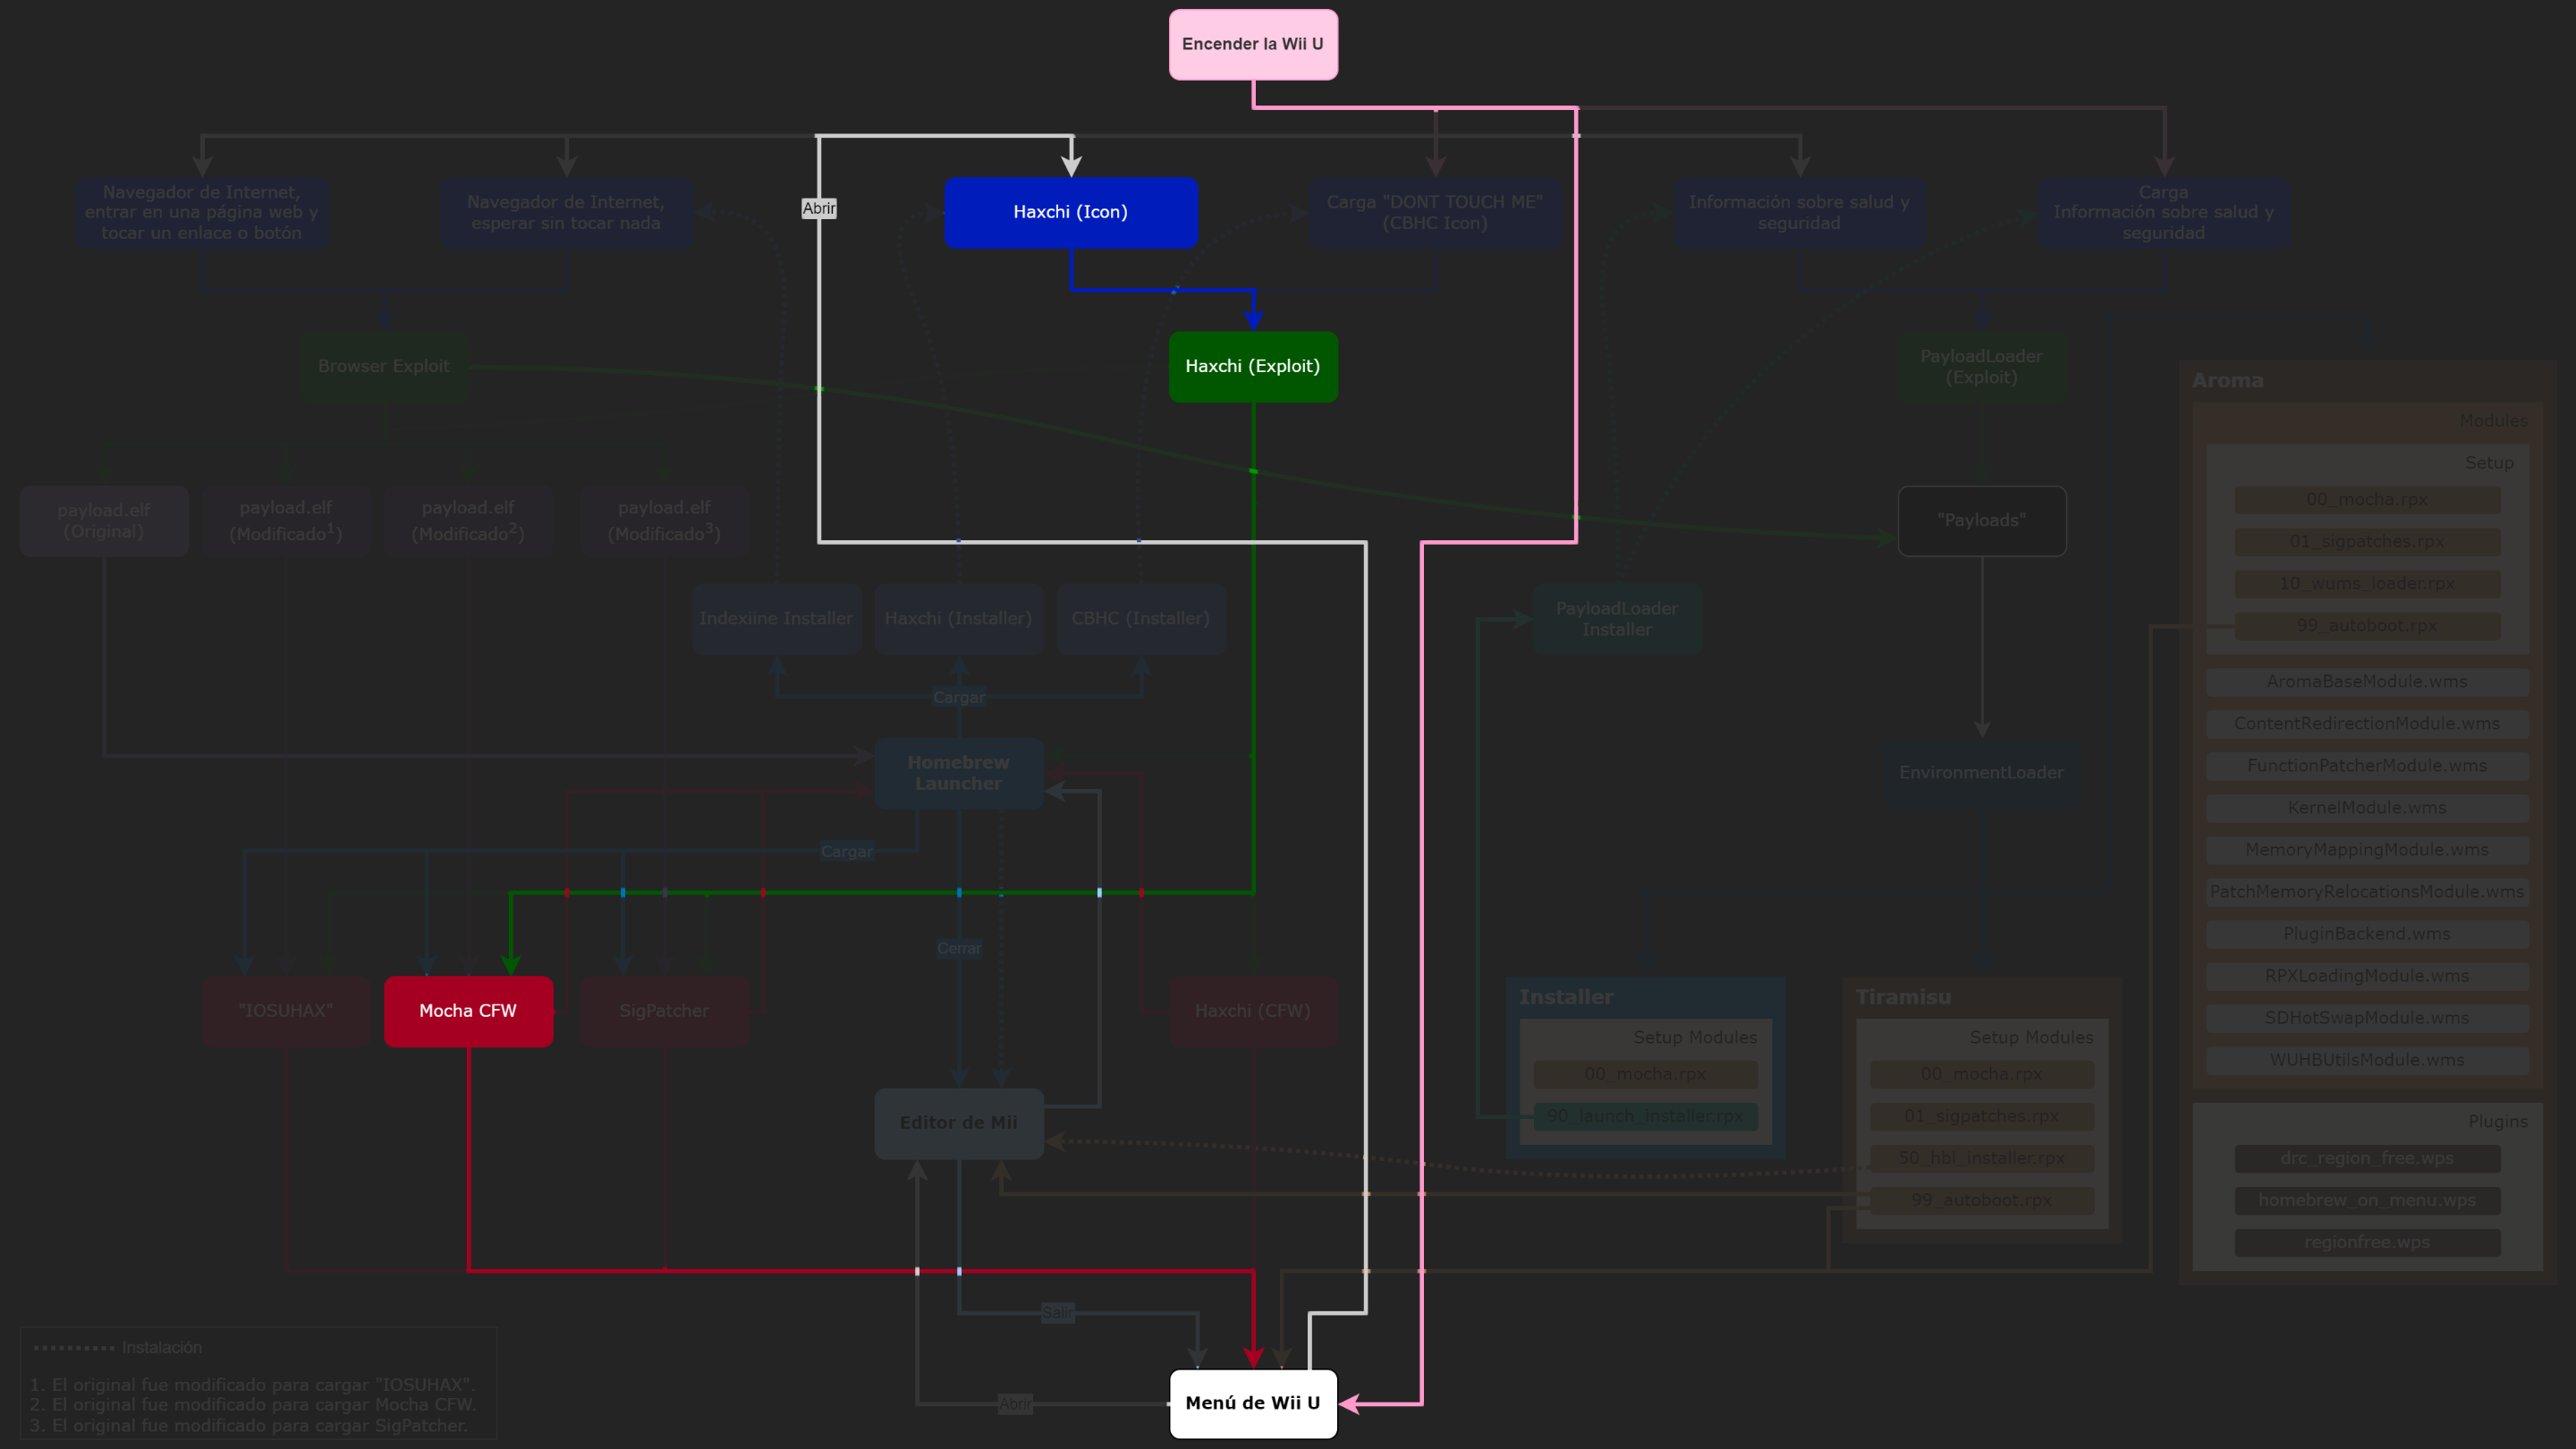 Encender la Wii U
Abrir
Navegador de Internet,
entrar en una página web y
tocar un enlace o botón
Navegador de Internet,
esperar sin tocar nada
Haxchi (Icon)
Carga "DONT TOUCH ME"
(CBHC Icon)
Información sobre salud y
seguridad
Carga
Información sobre salud y
seguridad
Browser Exploit
Haxchi (Exploit)
PayloadLoader
(Exploit)
payload.elf
(Original)
payload.elf
(Modificado¹)
payload.elf
(Modificado²)
payload.elf
(Modificado³)
"Payloads"
Indexiine Installer
Haxchi (Installer)
CBHC (Installer)
PayloadLoader
Installer
Cargar
Homebrew
Launcher
EnvironmentLoader
Cargar
Cerrar
"IOSUHAX"
Mocha CFW
SigPatcher
Haxchi (CFW)
Editor de Mii
Installer
Setup Modules
00_mocha.rpx
90_launch_installer.rpx
Tiramisu
Setup Modules
00_mocha.rpx
01_sigpatches.rpx
50_hbl_installer.rpx
99_autoboot.rpx
Aroma
Modules
Setup
00_mocha.rpx
01_sigpatches.rpx
10_wums_loader.rpx
99_autoboot.rpx
AromaBaseModule.wms
ContentRedirectionModule.wms
FunctionPatcherModule.wms
KernelModule.wms
MemoryMappingModule.wms
PatchMemoryRelocationsModule.wms
PluginBackend.wms
RPXLoadingModule.wms
SDHotSwapModule.wms
WUHBUtilsModule.wms
Plugins
drc_region_free.wps
homebrew_on_menu.wps
regionfree.wps
Salir
Abrir
Menú de Wii U
Instalación
1. El original fue modificado para cargar "IOSUHAX".
2. El original fue modificado para cargar Mocha CFW.
3. El original fue modificado para cargar SigPatcher.